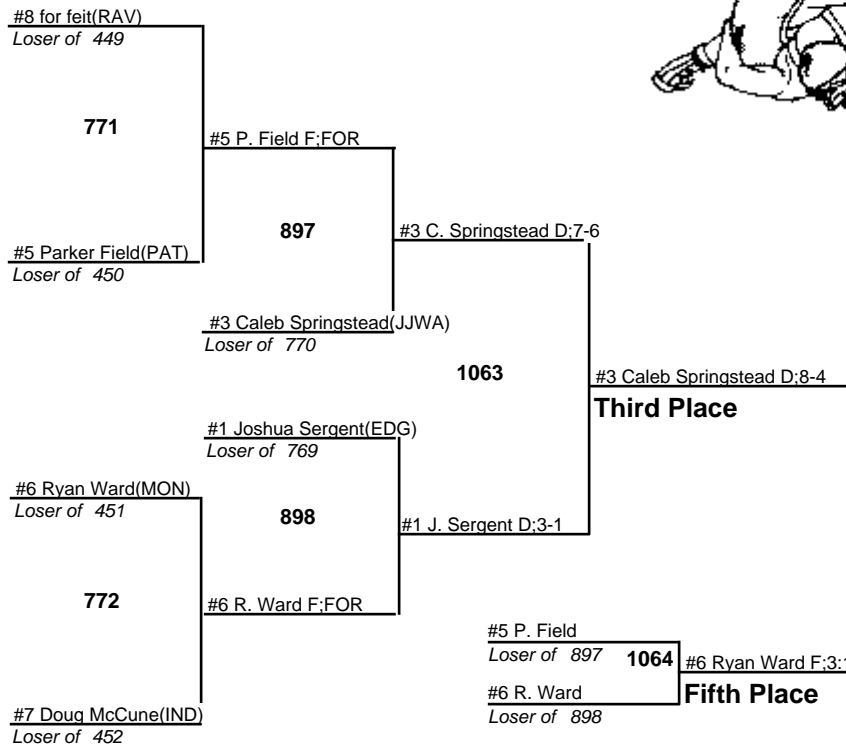 #8 for feit(RAV)
Loser of 449
771
#5 P. Field F;FOR
#5 Parker Field(PAT)
Loser of 450
897
#3 C. Springstead D;7-6
#3 Caleb Springstead(JJWA)
Loser of 770
1063
#3 Caleb Springstead D;8-4
Third Place
#1 Joshua Sergent(EDG)
Loser of 769
#6 Ryan Ward(MON)
Loser of 451
898
#1 J. Sergent D;3-1
772
#6 R. Ward F;FOR
#7 Doug McCune(IND)
Loser of 452
#5 P. Field
Loser of 897
1064
#6 Ryan Ward F;3:1
Fifth Place
#6 R. Ward
Loser of 898